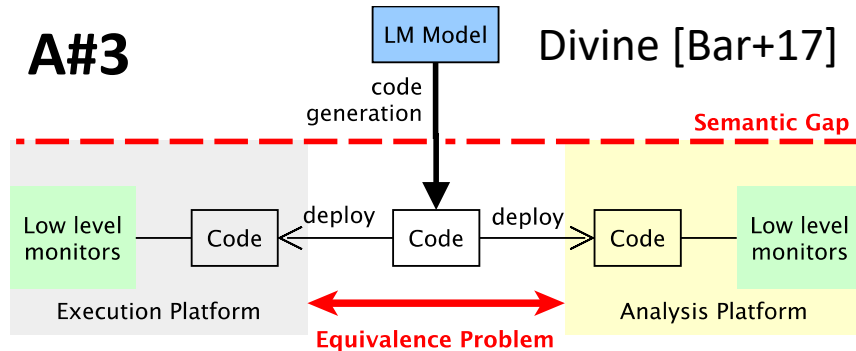 A#3
LM Model
Divine [Bar+17]
code
generation
Semantic Gap
Low level
monitors
Code
deploy
Code
deploy
Code
Low level
monitors
Execution Platform
Analysis Platform
Equivalence Problem